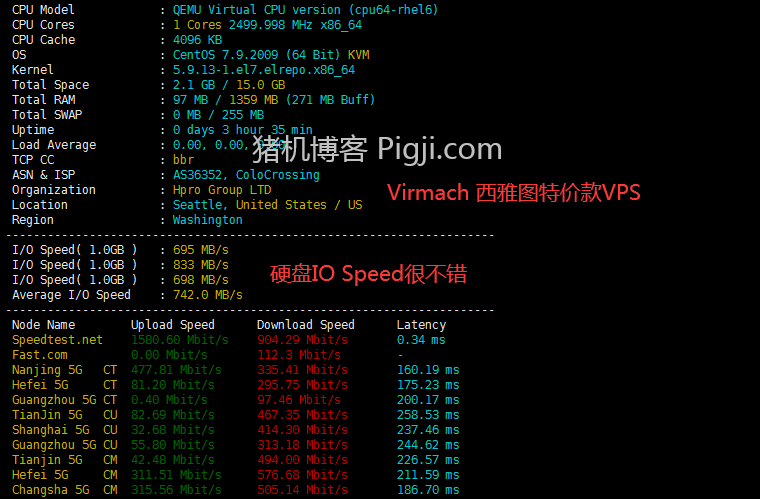 CPU Model : QEMU Virtual CPU version (cpu64-rhel6)
CPU Cores : 1 Cores 2499.998 MHz x86_64
CPU Cache : 4096 KB
OS : CentOS 7.9.2009 (64 Bit) KVM
Kernel : 5.9.13-1.el7.elrepo.x86_64
Total Space : 2.1 GB / 15.0 GB
Total RAM : 97 MB / 1359 MB (271 MB Buff)
Total SWAP : 0 MB / 255 MB
Uptime : 0 days 3 hour 35 min
Load Average : 0.00, 0.00, 0.00
猪机博客 Pigji.com
TCP CC : bbr
ASN & ISP : AS36352, ColoCrossing
Organization : Hpro Group LTD
Virmach 西雅图特价款VPS
Location : Seattle, United States / US
Region : Washington
----------------------------------------------------------------------
I/O Speed( 1.0GB ) : 695 MB/s
I/O Speed( 1.0GB ) : 833 MB/s
硬盘IO Speed很不错
I/O Speed( 1.0GB ) : 698 MB/s
Average I/O Speed : 742.0 MB/s
----------------------------------------------------------------------
Node Name Upload Speed Download Speed Latency
Speedtest.net 1580.60 Mbit/s 904.29 Mbit/s 0.34 ms
Fast.com 0.00 Mbit/s 112.3 Mbit/s -
Nanjing 5G CT 477.81 Mbit/s 335.41 Mbit/s 160.19 ms
Hefei 5G CT 81.20 Mbit/s 295.75 Mbit/s 175.23 ms
Guangzhou 5G CT 0.40 Mbit/s 97.46 Mbit/s 200.17 ms
TianJin 5G CU 82.69 Mbit/s 467.35 Mbit/s 258.53 ms
Shanghai 5G CU 32.68 Mbit/s 414.30 Mbit/s 237.46 ms
Guangzhou 5G CU 55.80 Mbit/s 313.18 Mbit/s 244.62 ms
Tianjin 5G CM 42.48 Mbit/s 494.00 Mbit/s 226.57 ms
Hefei 5G CM 311.51 Mbit/s 576.68 Mbit/s 211.59 ms
Changsha 5G CM 315.56 Mbit/s 505.14 Mbit/s 186.70 ms